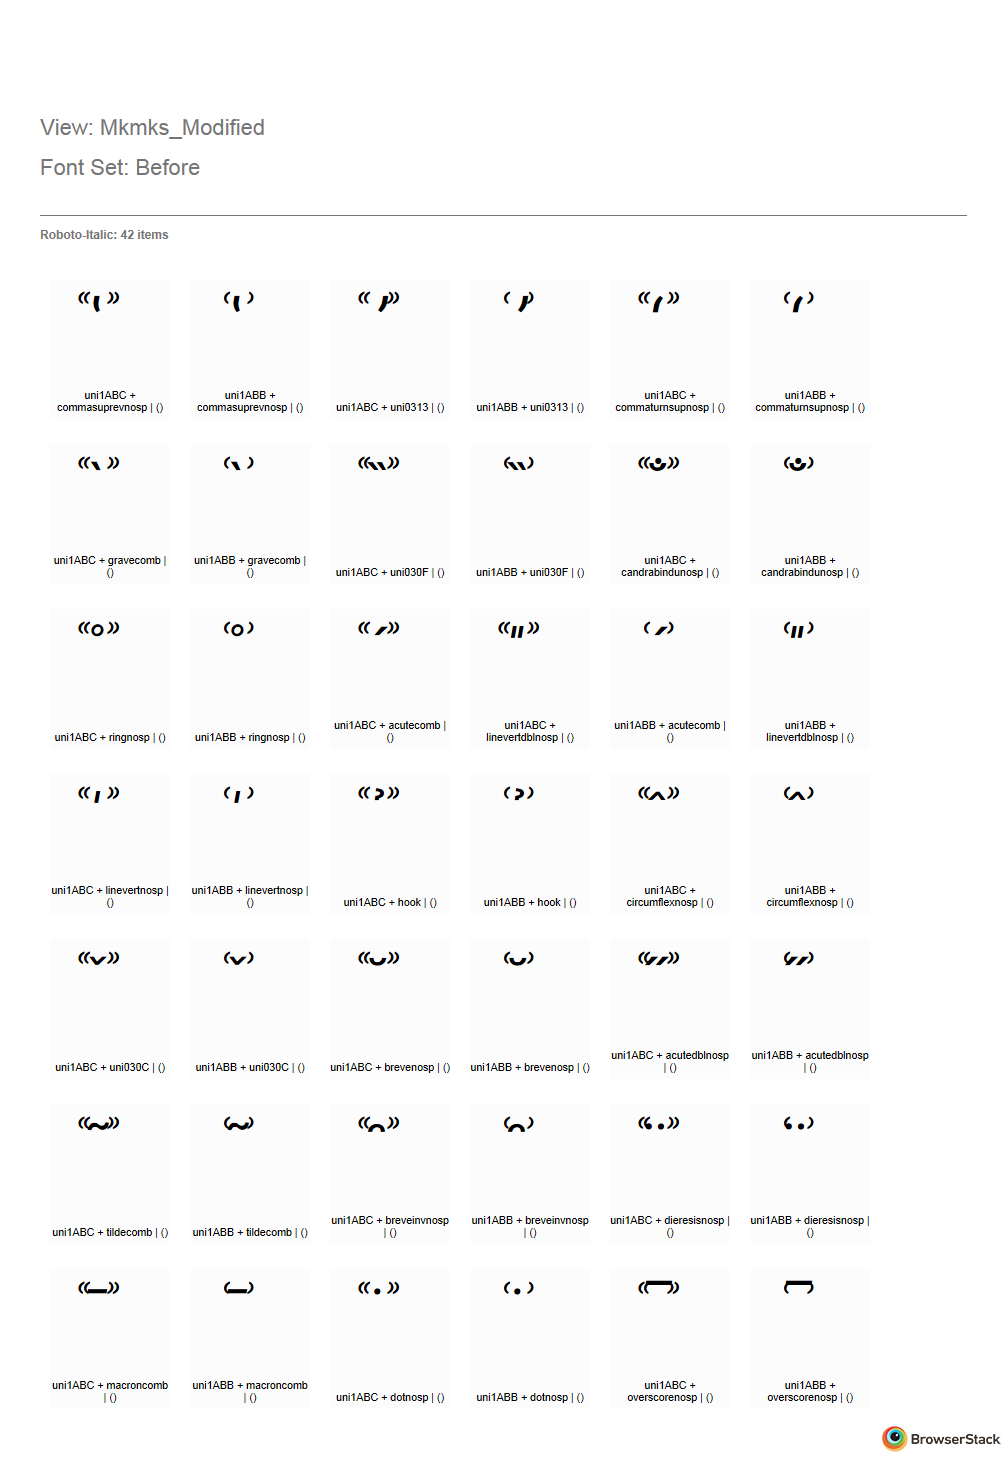 View: Mkmks_Modified
Font Set: Before
Roboto-Italic: 42 items
uni1ABC +
commasuprevnosp | ()
uni1ABB +
commasuprevnosp | ()
uni1ABC + uni0313 | ()
uni1ABB + uni0313 | ()
uni1ABC +
commaturnsupnosp | ()
uni1ABB +
commaturnsupnosp | ()
uni1ABC + gravecomb |
()
uni1ABB + gravecomb |
()
uni1ABC + uni030F | ()
uni1ABB + uni030F | ()
uni1ABC +
candrabindunosp | ()
uni1ABB +
candrabindunosp | ()
uni1ABC + ringnosp | ()
uni1ABB + ringnosp | ()
uni1ABC + acutecomb |
()
uni1ABC +
linevertdblnosp | ()
uni1ABB + acutecomb |
()
uni1ABB +
linevertdblnosp | ()
uni1ABC + linevertnosp |
()
uni1ABB + linevertnosp |
()
uni1ABC + hook | ()
uni1ABB + hook | ()
uni1ABC +
circumflexnosp | ()
uni1ABB +
circumflexnosp | ()
uni1ABC + uni030C | ()
uni1ABB + uni030C | ()
uni1ABC + brevenosp | ()
uni1ABB + brevenosp | ()
uni1ABC + acutedblnosp
| ()
uni1ABB + acutedblnosp
| ()
uni1ABC + tildecomb | ()
uni1ABB + tildecomb | ()
uni1ABC + breveinvnosp
| ()
uni1ABB + breveinvnosp
| ()
uni1ABC + dieresisnosp |
()
uni1ABB + dieresisnosp |
()
uni1ABC + macroncomb
| ()
uni1ABB + macroncomb
| ()
uni1ABC + dotnosp | ()
uni1ABB + dotnosp | ()
uni1ABC +
overscorenosp | ()
uni1ABB +
overscorenosp | ()
BrowserStack